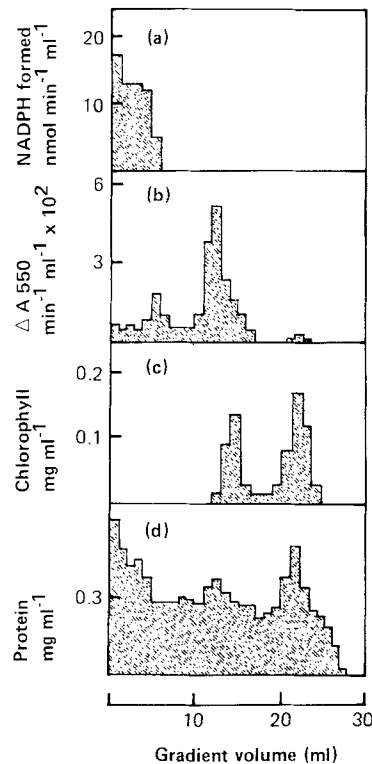 (a)
NADPH formed
nmol min⁻¹ ml⁻¹
20
10
(b)
Δ A 550
min⁻¹ ml⁻¹ x 10²
6
3
(c)
Chlorophyll
mg ml⁻¹
0.2
0.1
(d)
Protein
mg ml⁻¹
0.3
10 20 30
Gradient volume (ml)